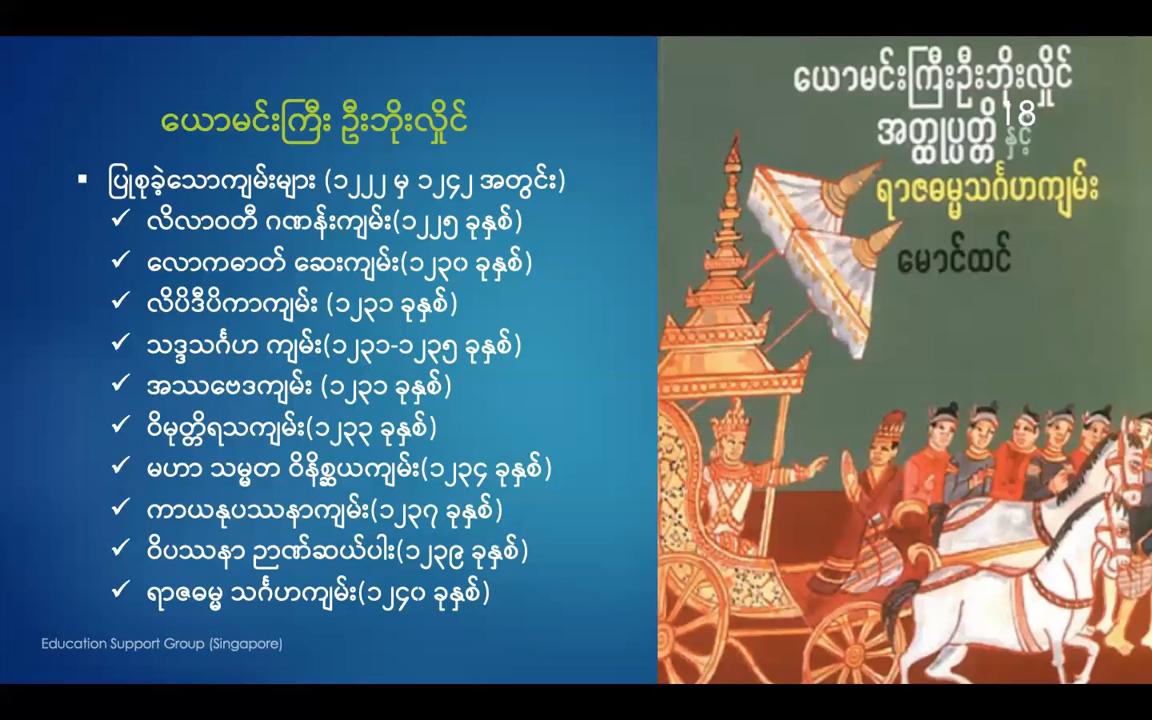 ယောမင်းကြီး ဦးဘိုးလှိုင်
▪ ပြုစုခဲ့သောကျမ်းများ (၁၂၂၂ မှ ၁၂၄၂ အတွင်း)
✓ လိလာဝတီ ဂဏန်းကျမ်း(၁၂၂၅ ခုနှစ်)
✓ လောကဓာတ် ဆေးကျမ်း(၁၂၃၀ ခုနှစ်)
✓ လိပိဒီပိကာကျမ်း (၁၂၃၁ ခုနှစ်)
✓ သဒ္ဒသင်္ဂဟ ကျမ်း(၁၂၃၁-၁၂၃၅ ခုနှစ်)
✓ အဿဗေဒကျမ်း (၁၂၃၁ ခုနှစ်)
✓ ဝိမုတ္တိရသကျမ်း(၁၂၃၃ ခုနှစ်)
✓ မဟာ သမ္မတ ဝိနိစ္ဆယကျမ်း(၁၂၃၄ ခုနှစ်)
✓ ကာယနုပဿနာကျမ်း(၁၂၃၇ ခုနှစ်)
✓ ဝိပဿနာ ဉာဏ်ဆယ်ပါး(၁၂၃၉ ခုနှစ်)
✓ ရာဇဓမ္မ သင်္ဂဟကျမ်း(၁၂၄၀ ခုနှစ်)
Education Support Group (Singapore)
ယောမင်းကြီးဦးဘိုးလှိုင်
18
အတ္ထုပ္ပတ္တိ နှင့်
ရာဇဓမ္မသင်္ဂဟကျမ်း
မောင်ထင်